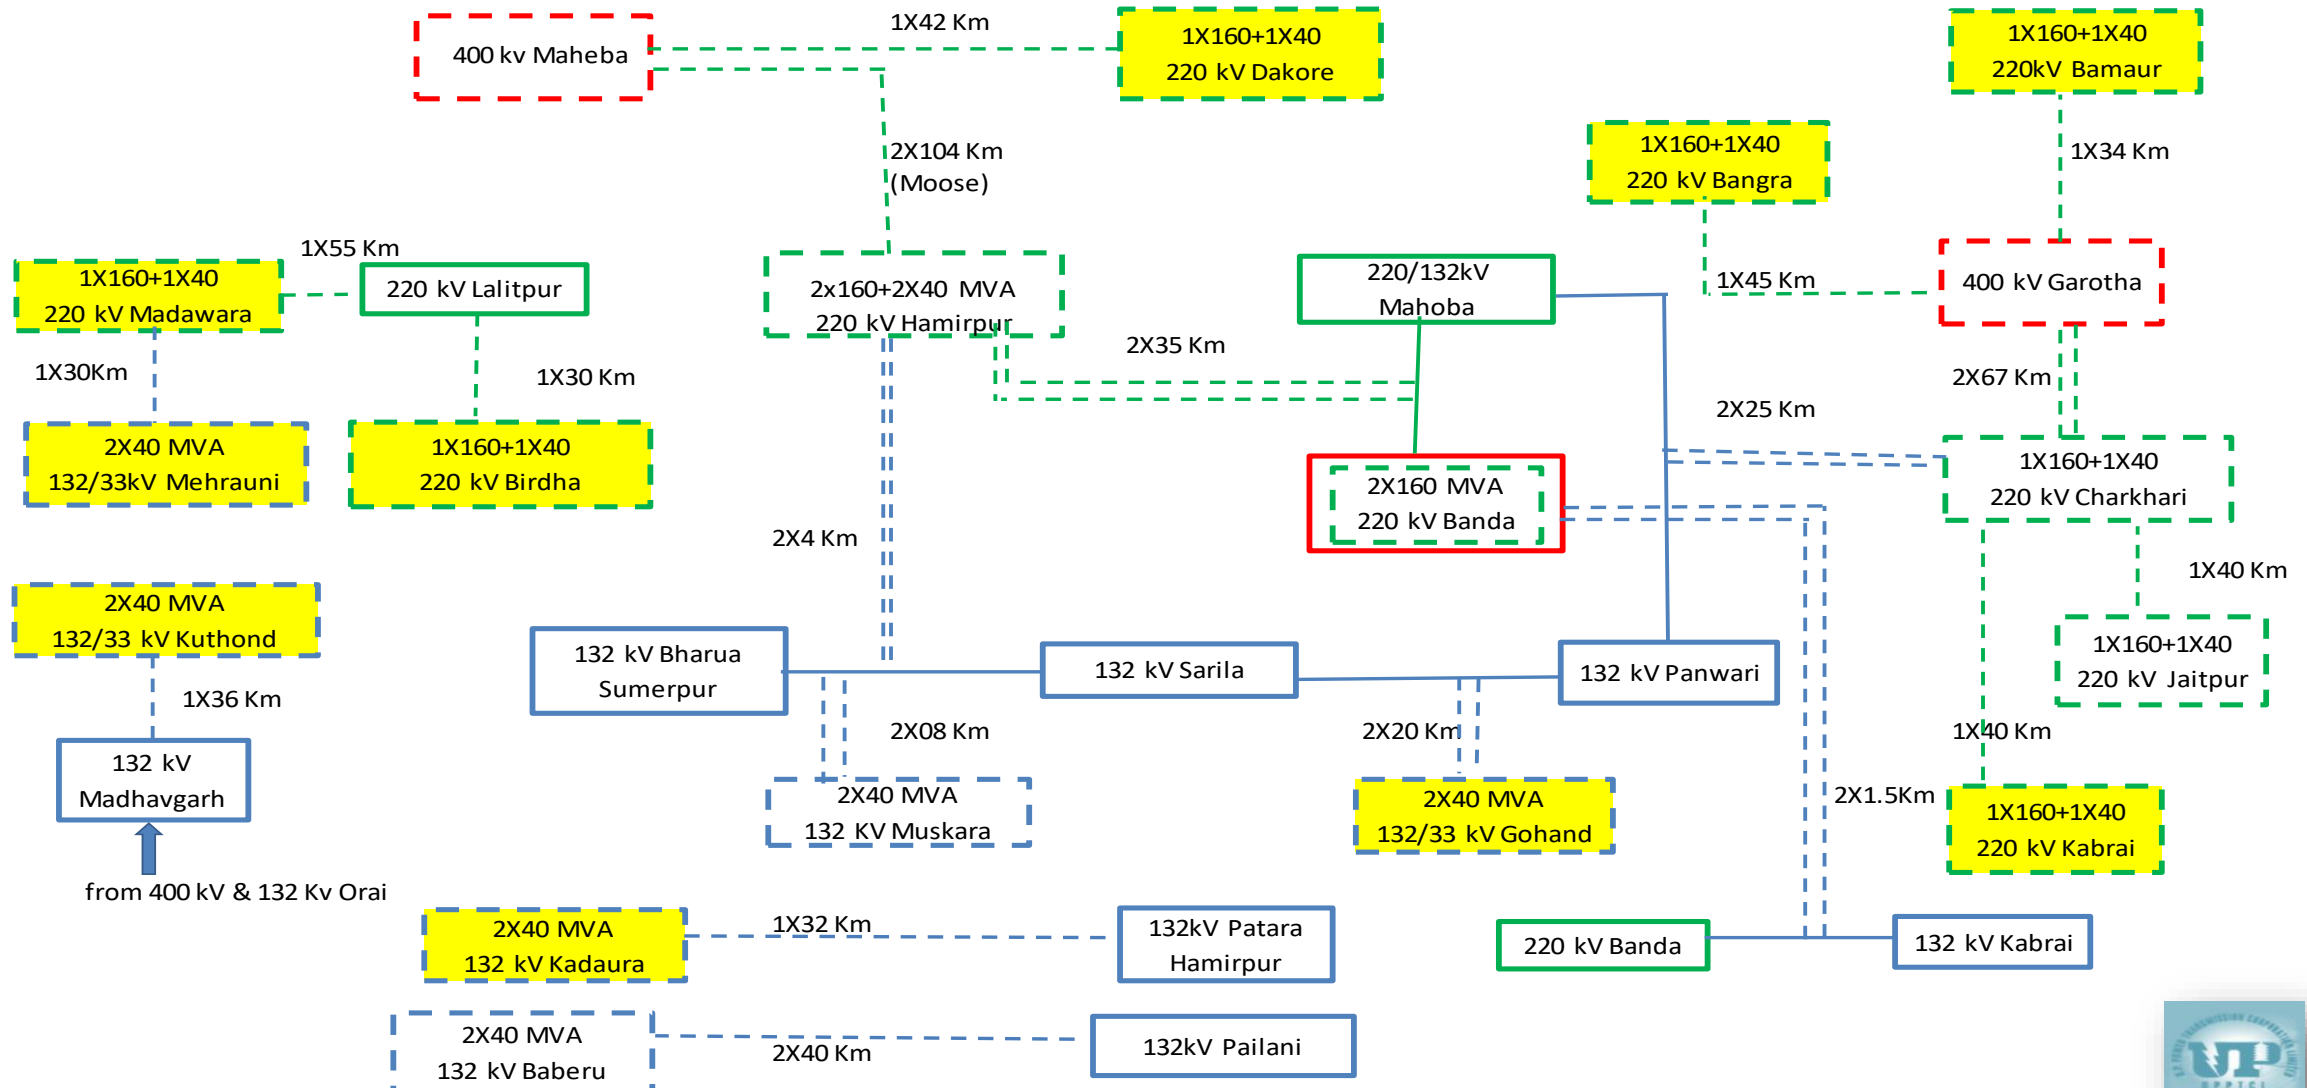 1X42 Km
400 kv Maheba
1X160+1X40
220 kV Dakore
1X160+1X40
220kV Bamaur
2X104 Km
(Moose)
1X160+1X40
220 kV Bangra
1X34 Km
1X55 Km
1X160+1X40
220 kV Madawara
220 kV Lalitpur
2x160+2X40 MVA
220 kV Hamirpur
220/132kV
Mahoba
1X45 Km
400 kV Garotha
1X30Km
1X30 Km
2X35 Km
2X67 Km
2X25 Km
2X40 MVA
132/33kV Mehrauni
1X160+1X40
220 kV Birdha
2X160 MVA
220 kV Banda
1X160+1X40
220 kV Charkhari
2X4 Km
1X40 Km
2X40 MVA
132/33 kV Kuthond
132 kV Bharua
Sumerpur
132 kV Sarila
132 kV Panwari
1X160+1X40
220 kV Jaitpur
1X36 Km
2X08 Km
2X20 Km
1X40 Km
132 kV
Madhavgarh
2X40 MVA
132 KV Muskara
2X40 MVA
132/33 kV Gohand
2X1.5Km
1X160+1X40
220 kV Kabrai
from 400 kV & 132 Kv Orai
2X40 MVA
132 kV Kadaura
1X32 Km
132kV Patara
Hamirpur
220 kV Banda
132 kV Kabrai
2X40 MVA
132 kV Baberu
2X40 Km
132kV Pailani
UP